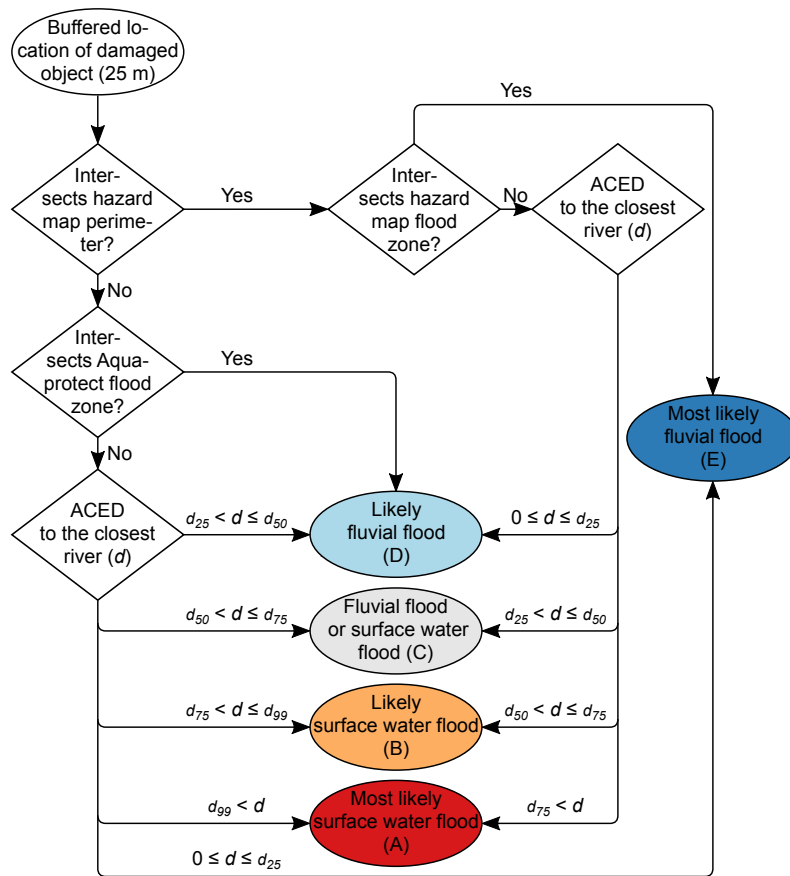 Buffered lo-
cation of damaged
object (25 m)
Yes
Inter-
sects hazard
map perime-
ter?
Yes
Inter-
sects hazard
map flood
zone?
No
ACED
to the closest
river (d)
No
Inter-
sects Aqua-
protect flood
zone?
Yes
Most likely
fluvial flood
(E)
No
ACED
to the closest
river (d)
d25 < d ≤ d50
Likely
fluvial flood
(D)
0 ≤ d ≤ d25
d50 < d ≤ d75
Fluvial flood
or surface water
flood (C)
d25 < d ≤ d50
d75 < d ≤ d99
Likely
surface water flood
(B)
d50 < d ≤ d75
d99 < d
Most likely
surface water flood
(A)
d75 < d
0 ≤ d ≤ d25